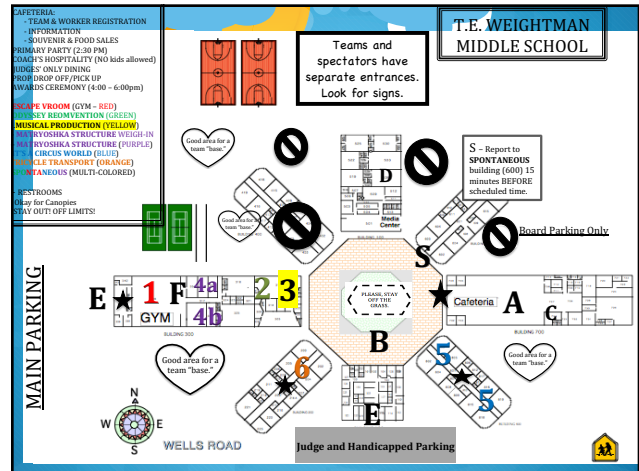 CAFETERIA:
- TEAM & WORKER REGISTRATION
- INFORMATION
- SOUVENIR & FOOD SALES
PRIMARY PARTY (2:30 PM)
COACH'S HOSPITALITY (NO kids allowed)
JUDGES' ONLY DINING
PROP DROP OFF/PICK UP
AWARDS CEREMONY (4:00 – 6:00pm)
ESCAPE VROOM (GYM – RED)
ODYSSEY REOMVENTION (GREEN)
MUSICAL PRODUCTION (YELLOW)
MATRYOSHKA STRUCTURE WEIGH-IN
MATRYOSHKA STRUCTURE (PURPLE)
IT'S A CIRCUS WORLD (BLUE)
TRANSPORT (ORANGE)
SPONTANEOUS (MULTI-COLORED)
- RESTROOMS
Okay for Canopies
STAY OUT! OFF LIMITS!
Teams and
spectators have
separate entrances.
Look for signs.
T.E. WEIGHTMAN
MIDDLE SCHOOL
Good area for a
team "base."
S – Report to
SPONTANEOUS
building (600) 15
minutes BEFORE
scheduled time.
D
Media
Center
Good area for a
team "base."
S
Board Parking Only
MAIN PARKING
E
1
F
4a
4b
2
3
GYM
BUILDING 300
PLEASE, STAY
OFF THE
GRASS.
B
Cafeteria
A
C
BUILDING 700
Good area for a
team "base."
6
5
5
Good area for a
team "base."
E
N
W
E
S
WELLS ROAD
Judge and Handicapped Parking